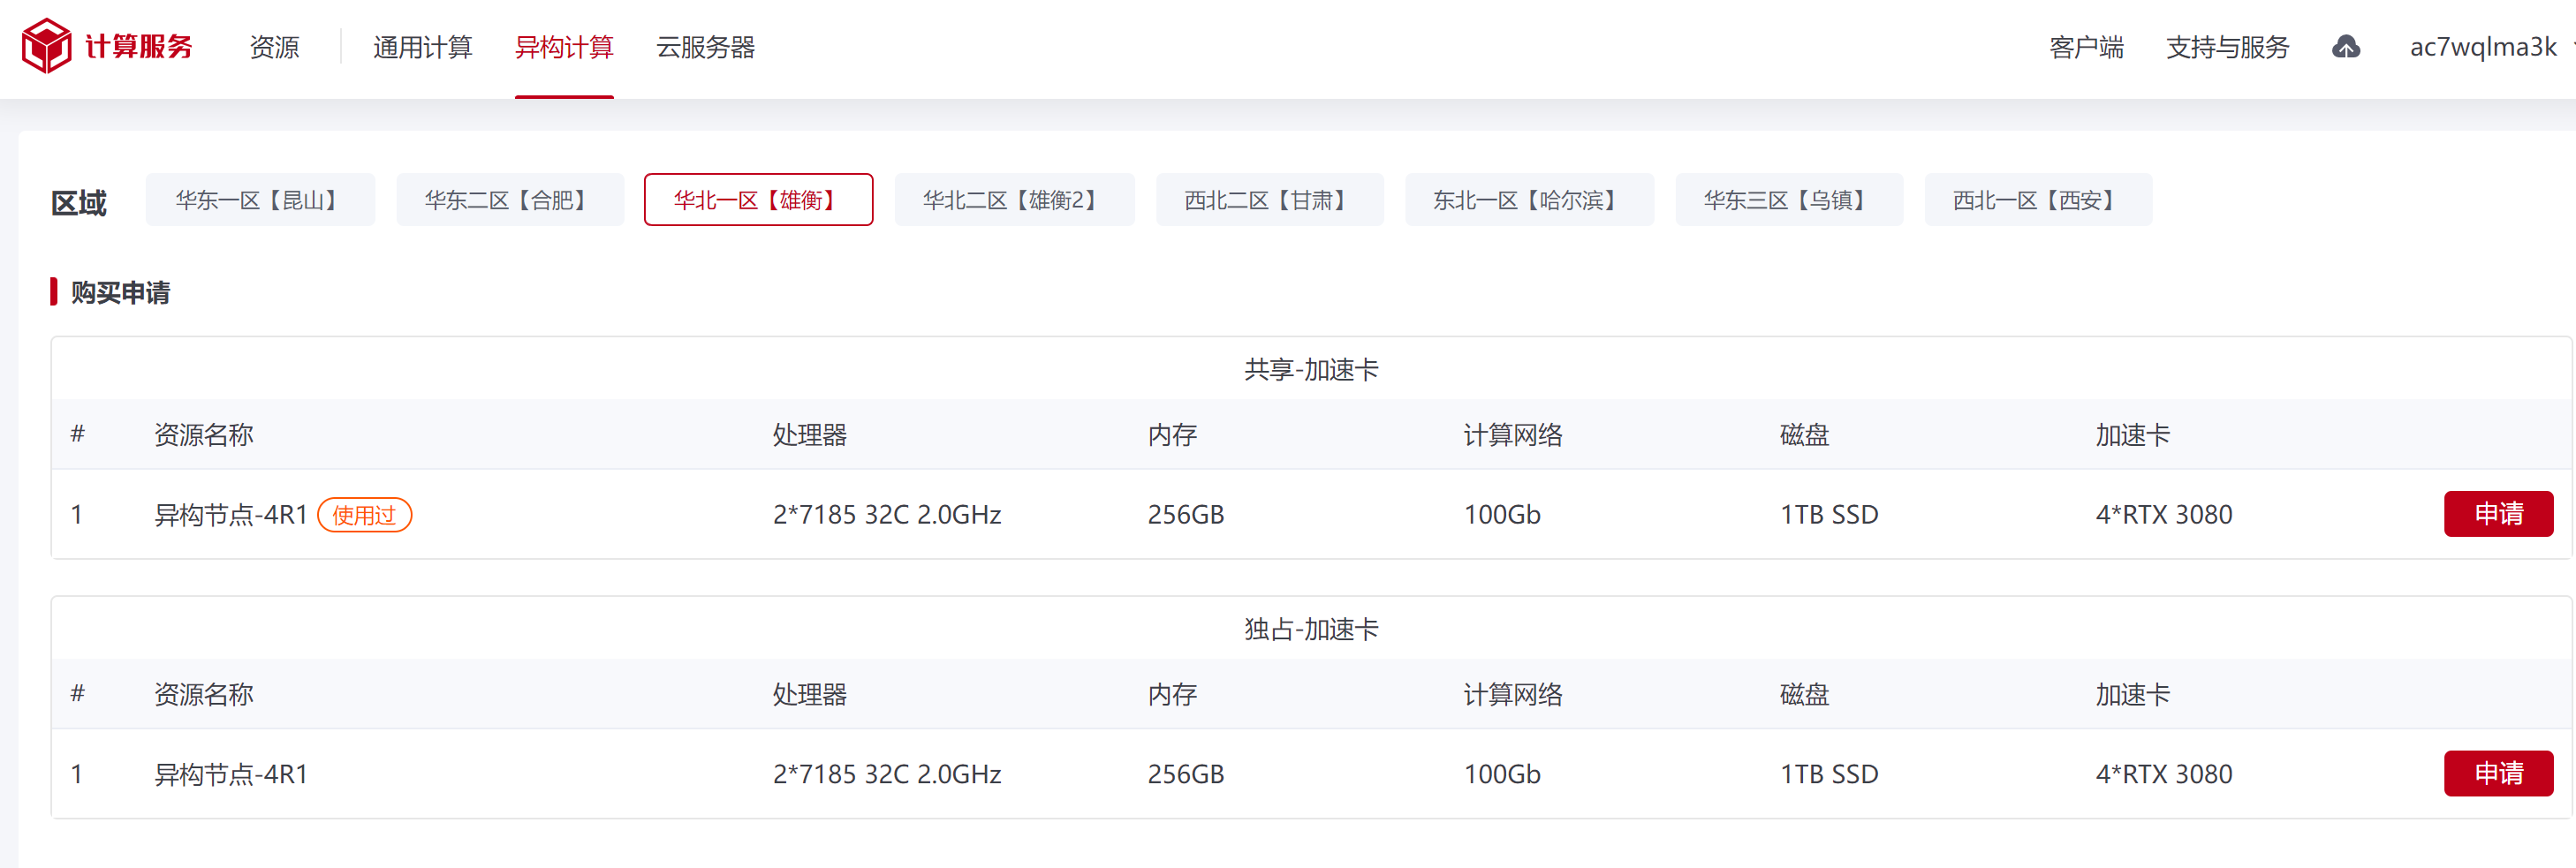 计算服务 资源 通用计算 异构计算 云服务器 客户端 支持与服务 ac7wqlma3k
区域 华东一区【昆山】 华东二区【合肥】 华北一区【雄衡】 华北二区【雄衡2】 西北二区【甘肃】 东北一区【哈尔滨】 华东三区【乌镇】 西北一区【西安】
购买申请
共享-加速卡
# 资源名称 处理器 内存 计算网络 磁盘 加速卡
1 异构节点-4R1 使用过 2*7185 32C 2.0GHz 256GB 100Gb 1TB SSD 4*RTX 3080 申请
独占-加速卡
# 资源名称 处理器 内存 计算网络 磁盘 加速卡
1 异构节点-4R1 2*7185 32C 2.0GHz 256GB 100Gb 1TB SSD 4*RTX 3080 申请